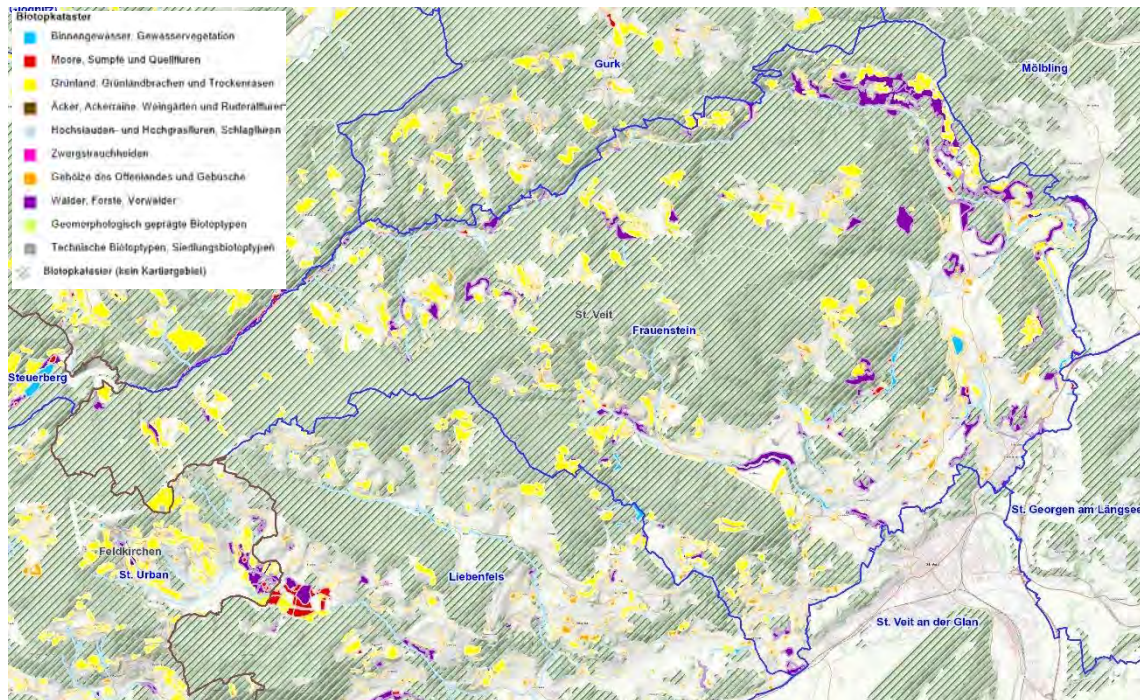 Biotopkataster
Binnengewässer, Gewässervegetation
Moore, Sümpfe und Quellfluren
Grünland, Grünlandbrachen und Trockenrasen
Äcker, Ackerraine, Weingärten und Ruderalfluren
Hochstauden- und Hochgrasfluren, Schlagfluren
Zwergstrauchheiden
Gehölze des Offenlandes und Gebüsche
Wälder, Forste, Vorwälder
Geomorphologisch geprägte Biotoptypen
Technische Biotoptypen, Siedlungsbiotoptypen
Biotopkataster (kein Kartiergebiet)
Gurk
Mölbling
St. Veit
Frauenstein
Steuerberg
St. Georgen am Längsee
Feldkirchen
St. Urban
Liebenfels
St. Veit an der Glan